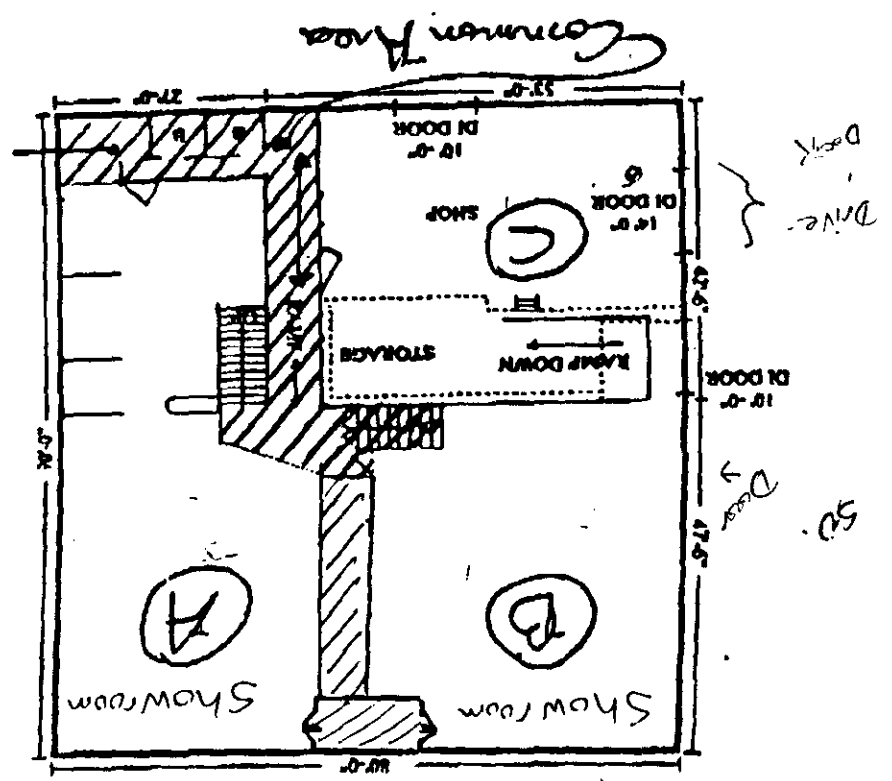 80'-0"
Showroom
Showroom
B
A
47'-6"
Door
10'-0"
DI DOOR
RAMP DOWN
STORAGE
42'-6"
Drive-
Dock
14'-0"
DI DOOR
C
SHOP
10'-0"
DI DOOR
53'-0"
27'-0"
Common Area